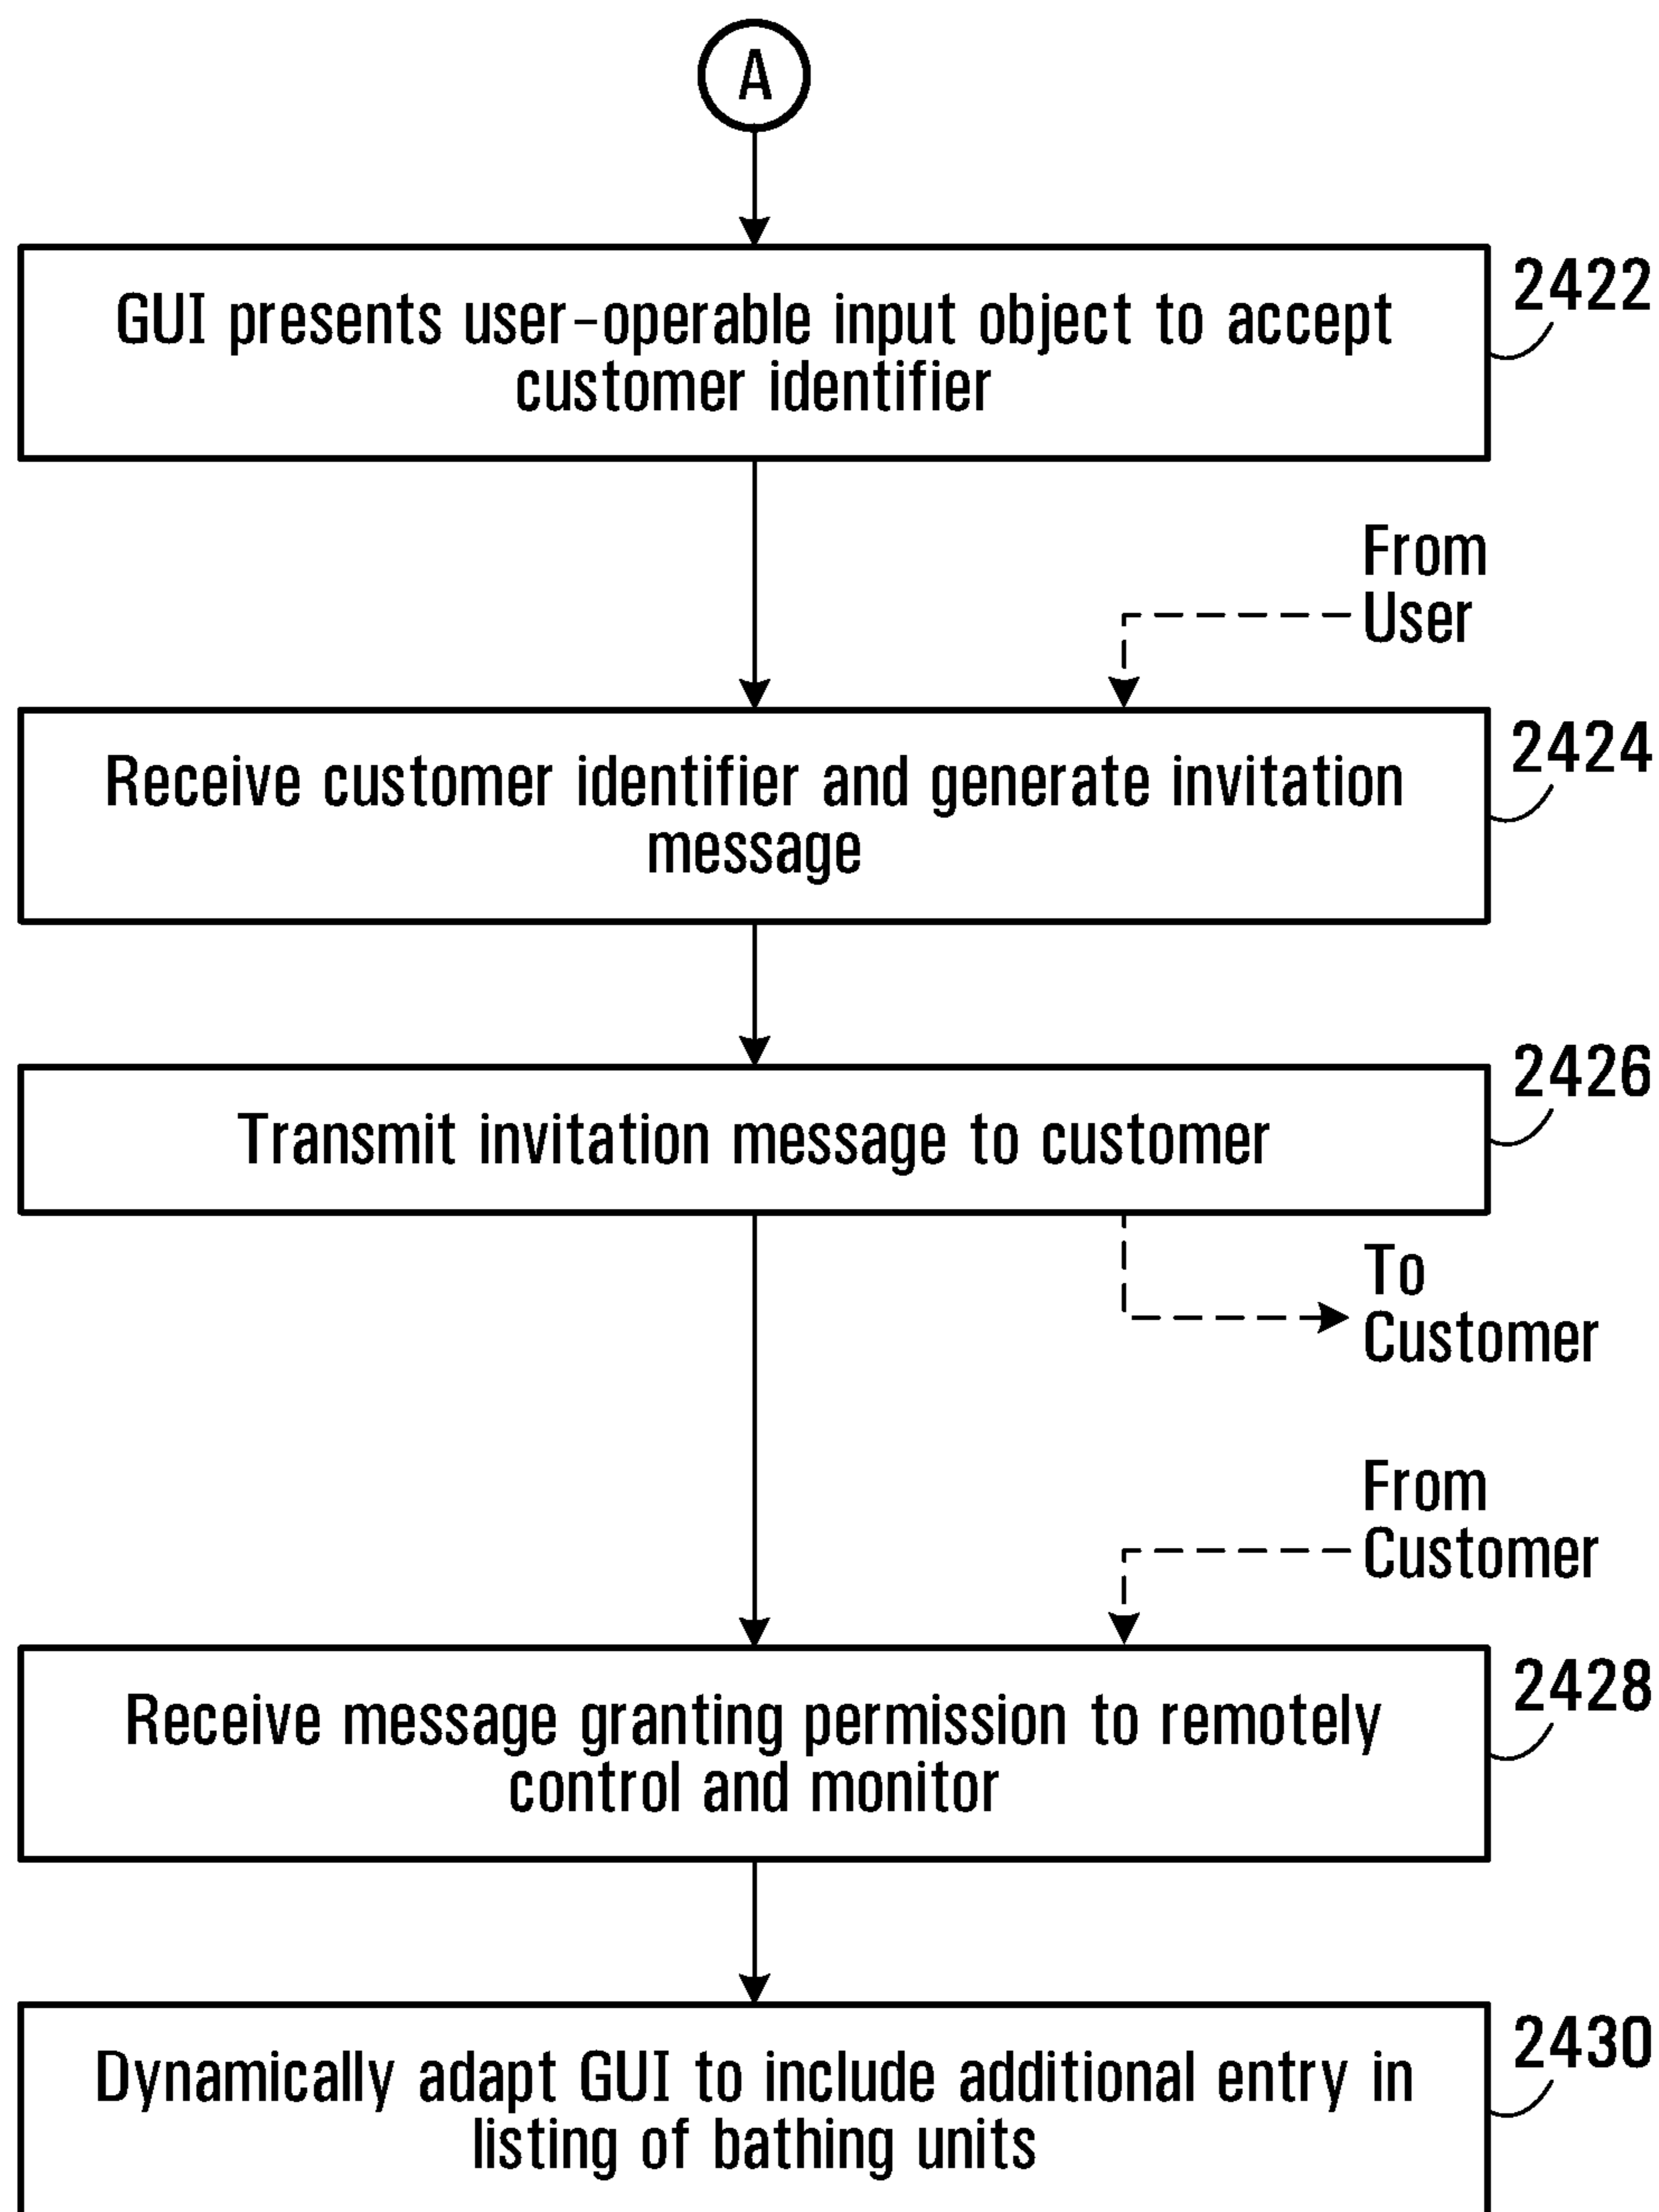 A
2422
GUI presents user-operable input object to accept
customer identifier
From
User
2424
Receive customer identifier and generate invitation
message
2426
Transmit invitation message to customer
To
Customer
From
Customer
2428
Receive message granting permission to remotely
control and monitor
2430
Dynamically adapt GUI to include additional entry in
listing of bathing units